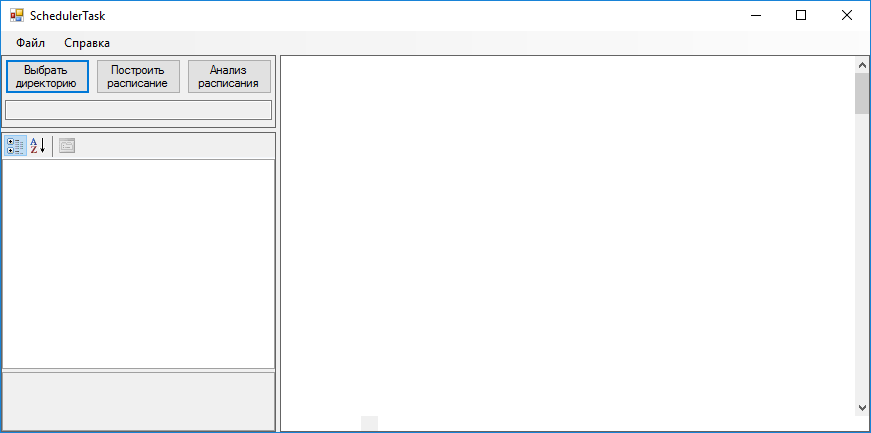 SchedulerTask
Файл Справка
Выбрать директорию
Построить расписание
Анализ расписания